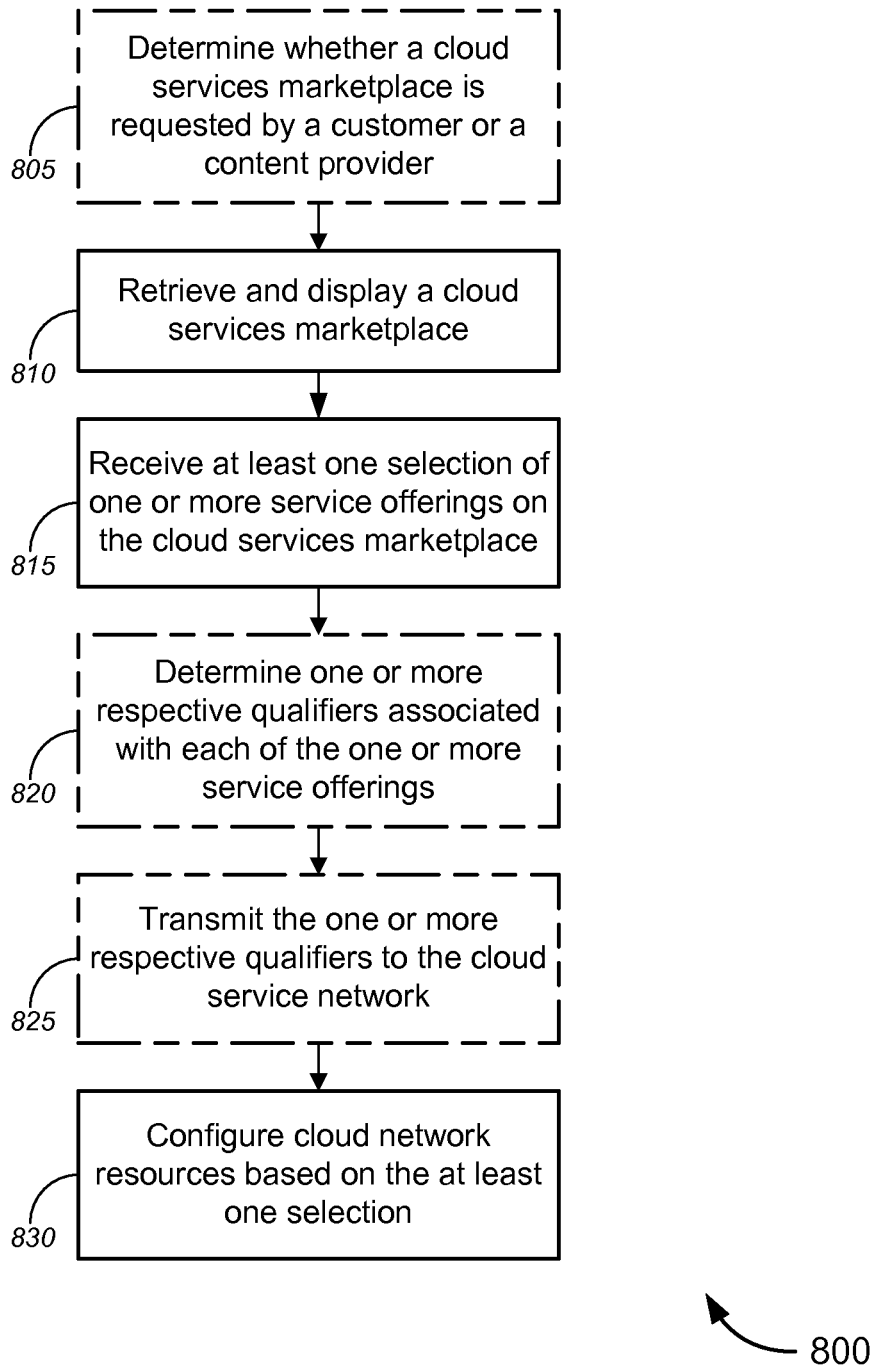 Determine whether a cloud
services marketplace is
requested by a customer or a
content provider
805
Retrieve and display a cloud
services marketplace
810
Receive at least one selection of
one or more service offerings on
the cloud services marketplace
815
Determine one or more
respective qualifiers associated
with each of the one or more
service offerings
820
Transmit the one or more
respective qualifiers to the cloud
service network
825
Configure cloud network
resources based on the at least
one selection
830
800